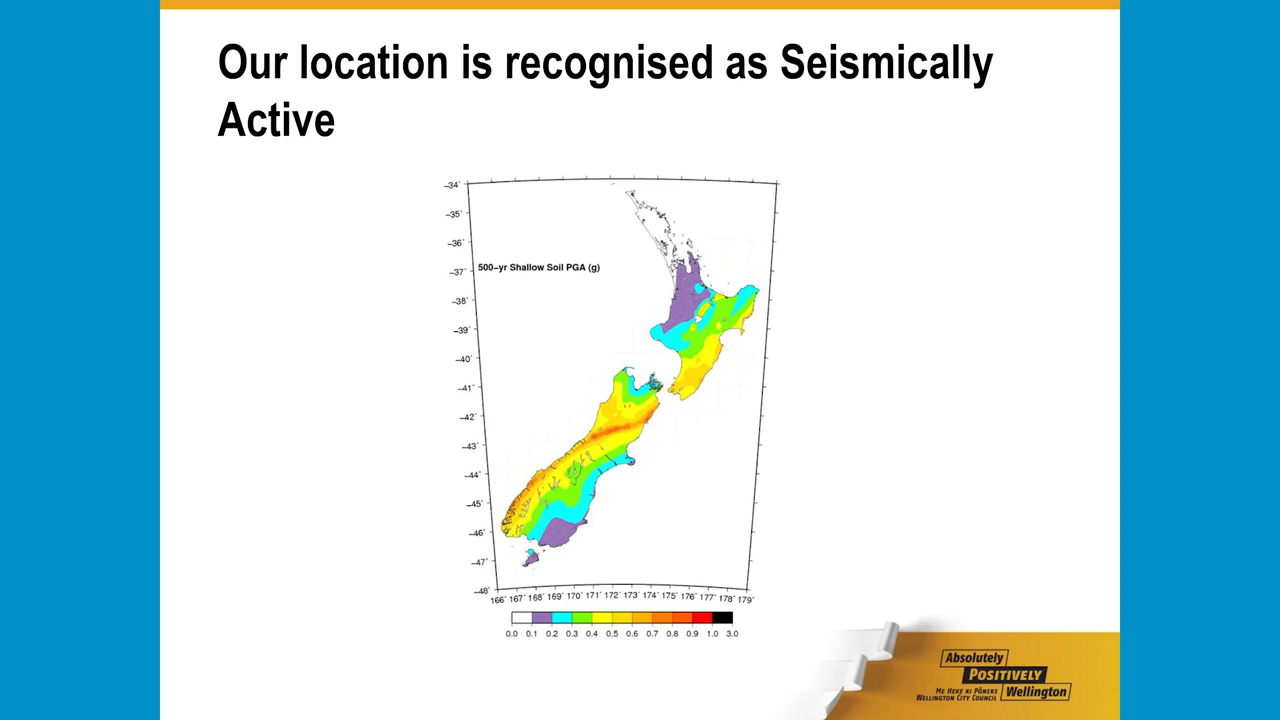 Our location is recognised as Seismically
Active
500-yr Shallow Soil PGA (g)
-34°
-35°
-36°
-37°
-38°
-39°
-40°
-41°
-42°
-43°
-44°
-45°
-46°
-47°
-48°
166° 167° 168° 169° 170° 171° 172° 173° 174° 175° 176° 177° 178° 179°
0.0 0.1 0.2 0.3 0.4 0.5 0.6 0.7 0.8 0.9 1.0 3.0
Absolutely
POSITIVELY
ME HEKE KI PŌNEKE
WELLINGTON CITY COUNCIL
Wellington